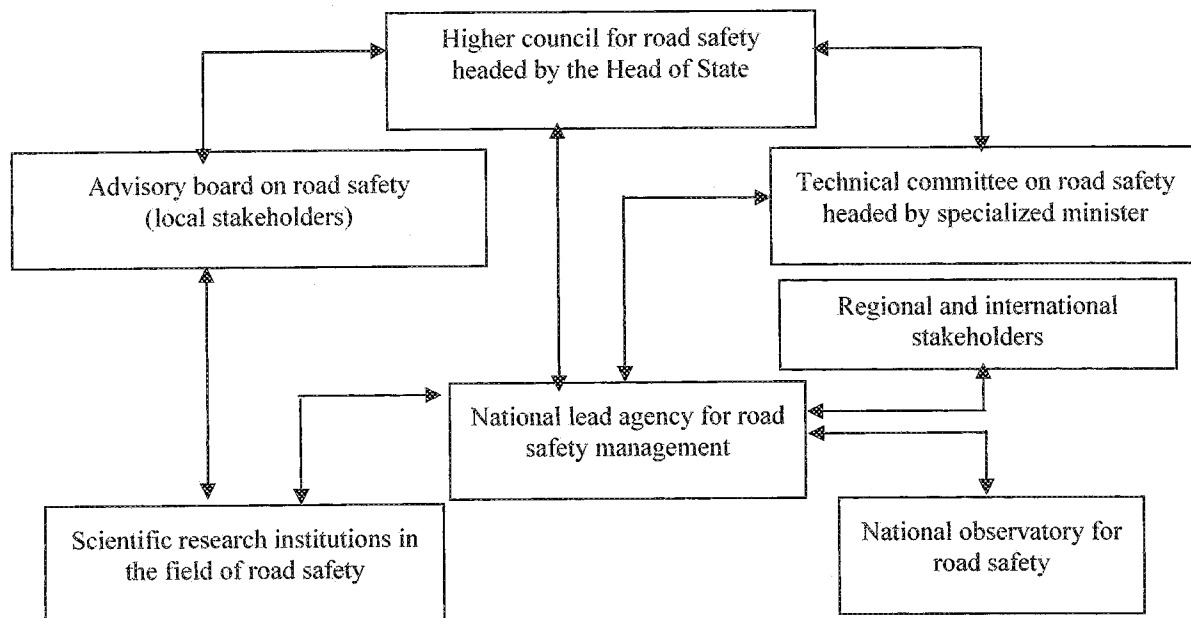 Higher council for road safety
headed by the Head of State
Advisory board on road safety
(local stakeholders)
Technical committee on road safety
headed by specialized minister
Regional and international
stakeholders
National lead agency for road
safety management
Scientific research institutions in
the field of road safety
National observatory for
road safety